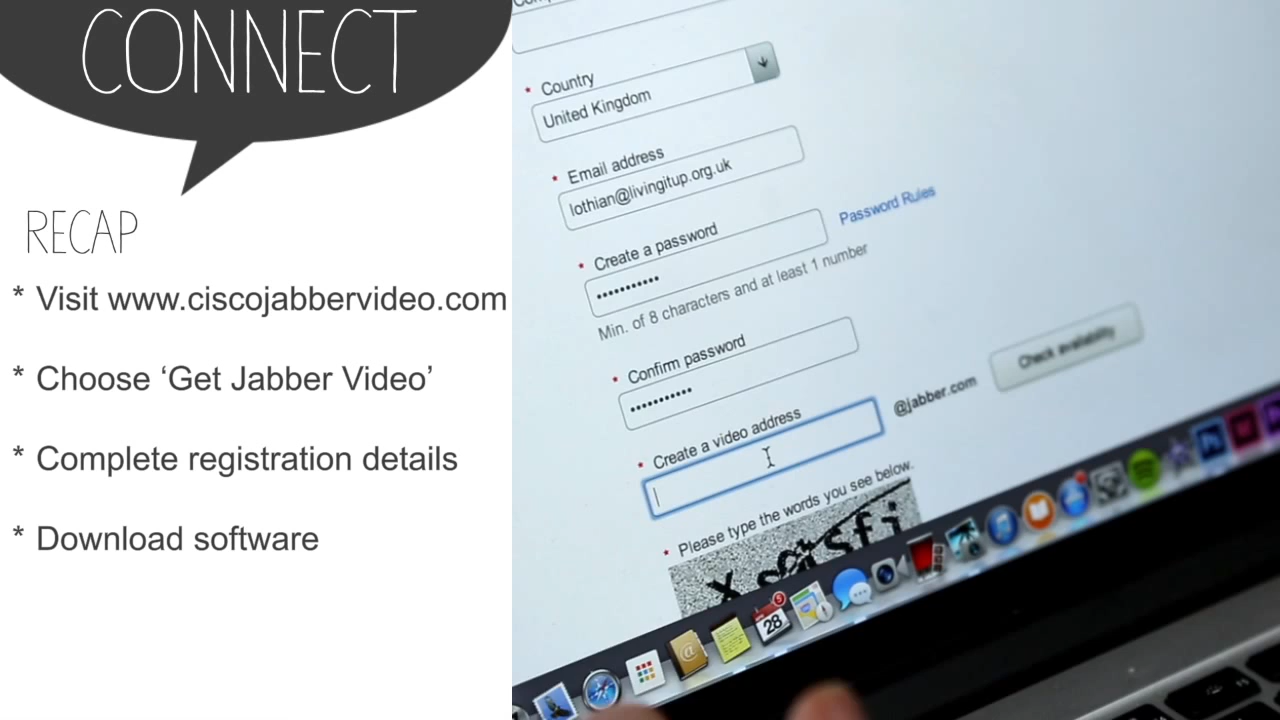 CONNECT
RECAP
* Visit www.ciscojabbervideo.com
* Choose ‘Get Jabber Video’
* Complete registration details
* Download software
* Country
United Kingdom
* Email address
lothian@livingitup.org.uk
* Create a password
•••••••••••
Password Rules
Min. of 8 characters and at least 1 number
* Confirm password
•••••••••••
* Create a video address
@jabber.com
Check availability
* Please type the words you see below.
5
28